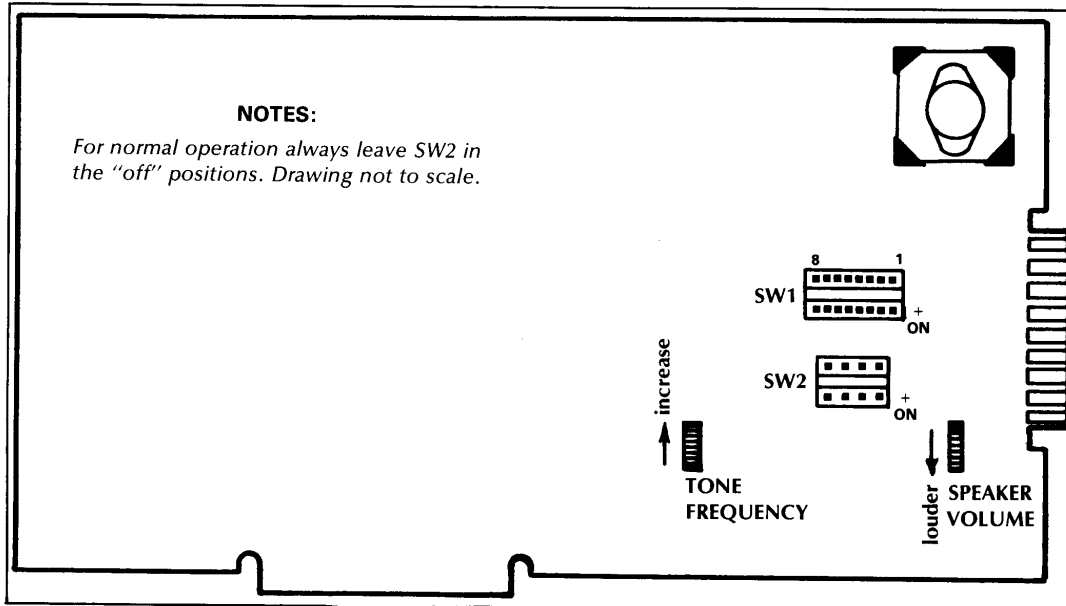 NOTES:
For normal operation always leave SW2 in
the “off” positions. Drawing not to scale.
8 1
SW1
+
ON
SW2
+
ON
increase
TONE
FREQUENCY
louder
SPEAKER
VOLUME